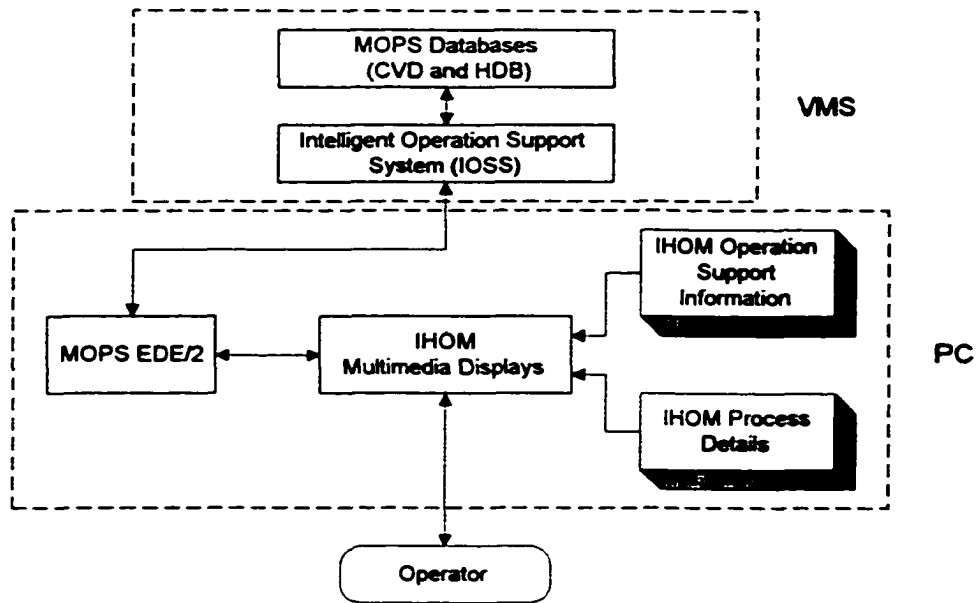 MOPS Databases
(CVD and HDB)
VMS
Intelligent Operation Support
System (IOSS)
IHOM Operation
Support
Information
MOPS EDE/2
IHOM
Multimedia Displays
PC
IHOM Process
Details
Operator